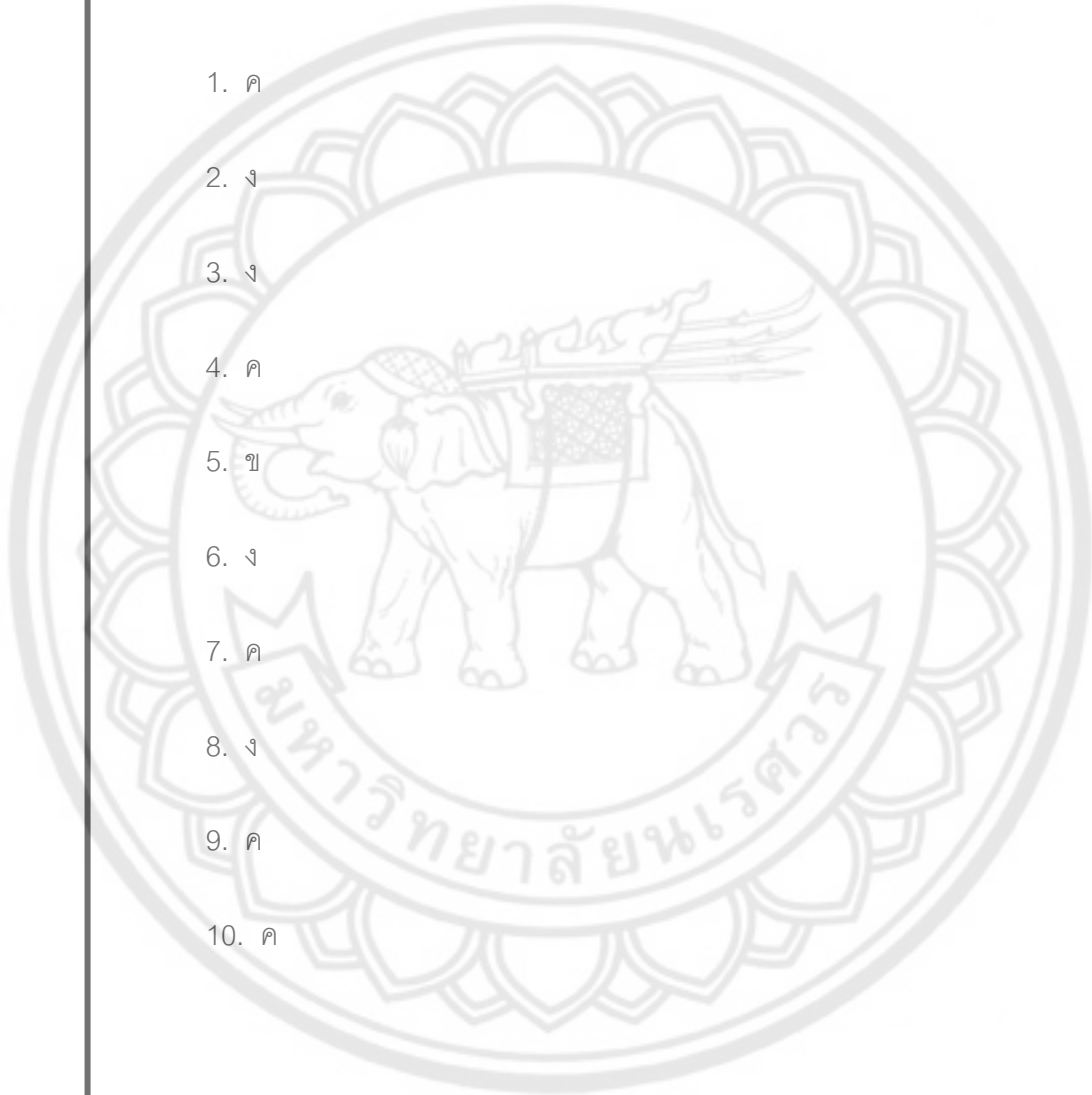 1. ค
2. ง
3. ง
4. ค
5. ข
6. ง
7. ค
8. ง
9. ค
10. ค
มหาวิทยาลัยนเรศวร